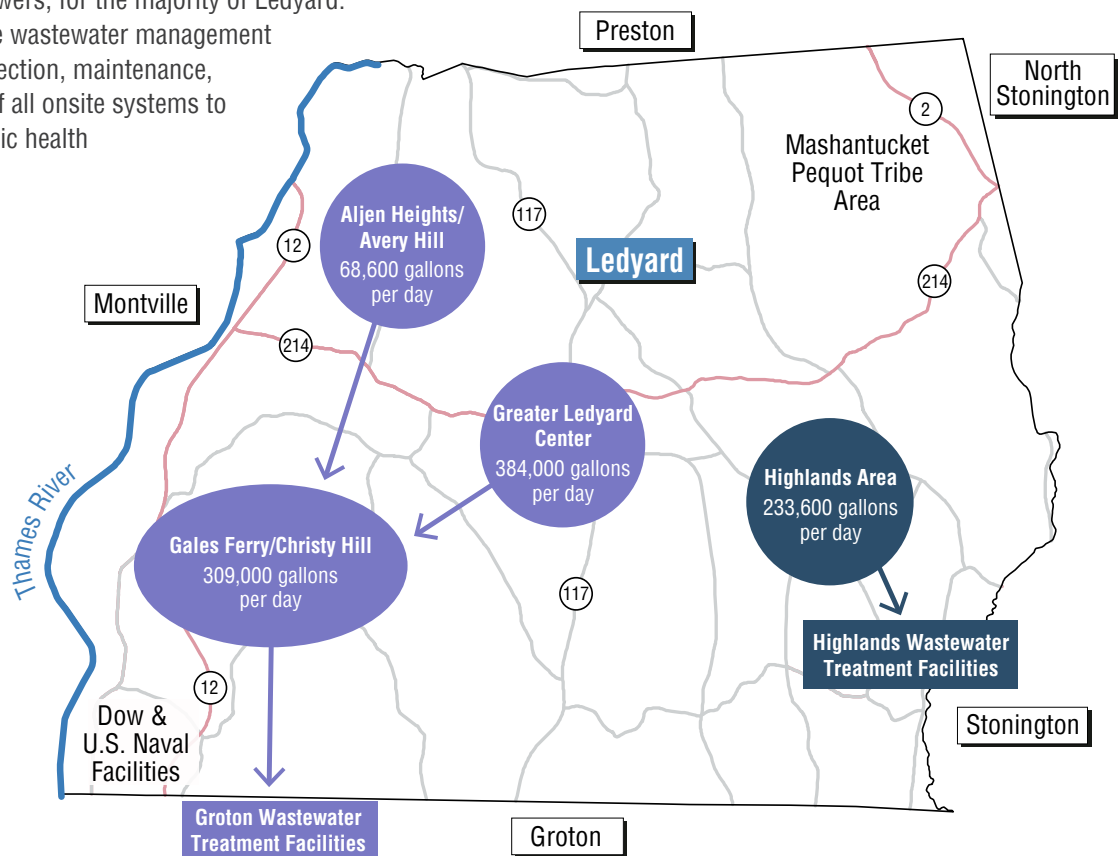 for the majority of Ledyard.
wastewater management
maintenance,
all onsite systems to
health
Preston
North
Stonington
2
Mashantucket
Pequot Tribe
Area
Aljen Heights/
Avery Hill
68,600 gallons
per day
117
12
Ledyard
Montville
214
214
Greater Ledyard
Center
384,000 gallons
per day
Highlands Area
233,600 gallons
per day
Thames River
Gales Ferry/Christy Hill
309,000 gallons
per day
117
Highlands Wastewater
Treatment Facilities
12
Dow &
U.S. Naval
Facilities
Stonington
Groton Wastewater
Treatment Facilities
Groton